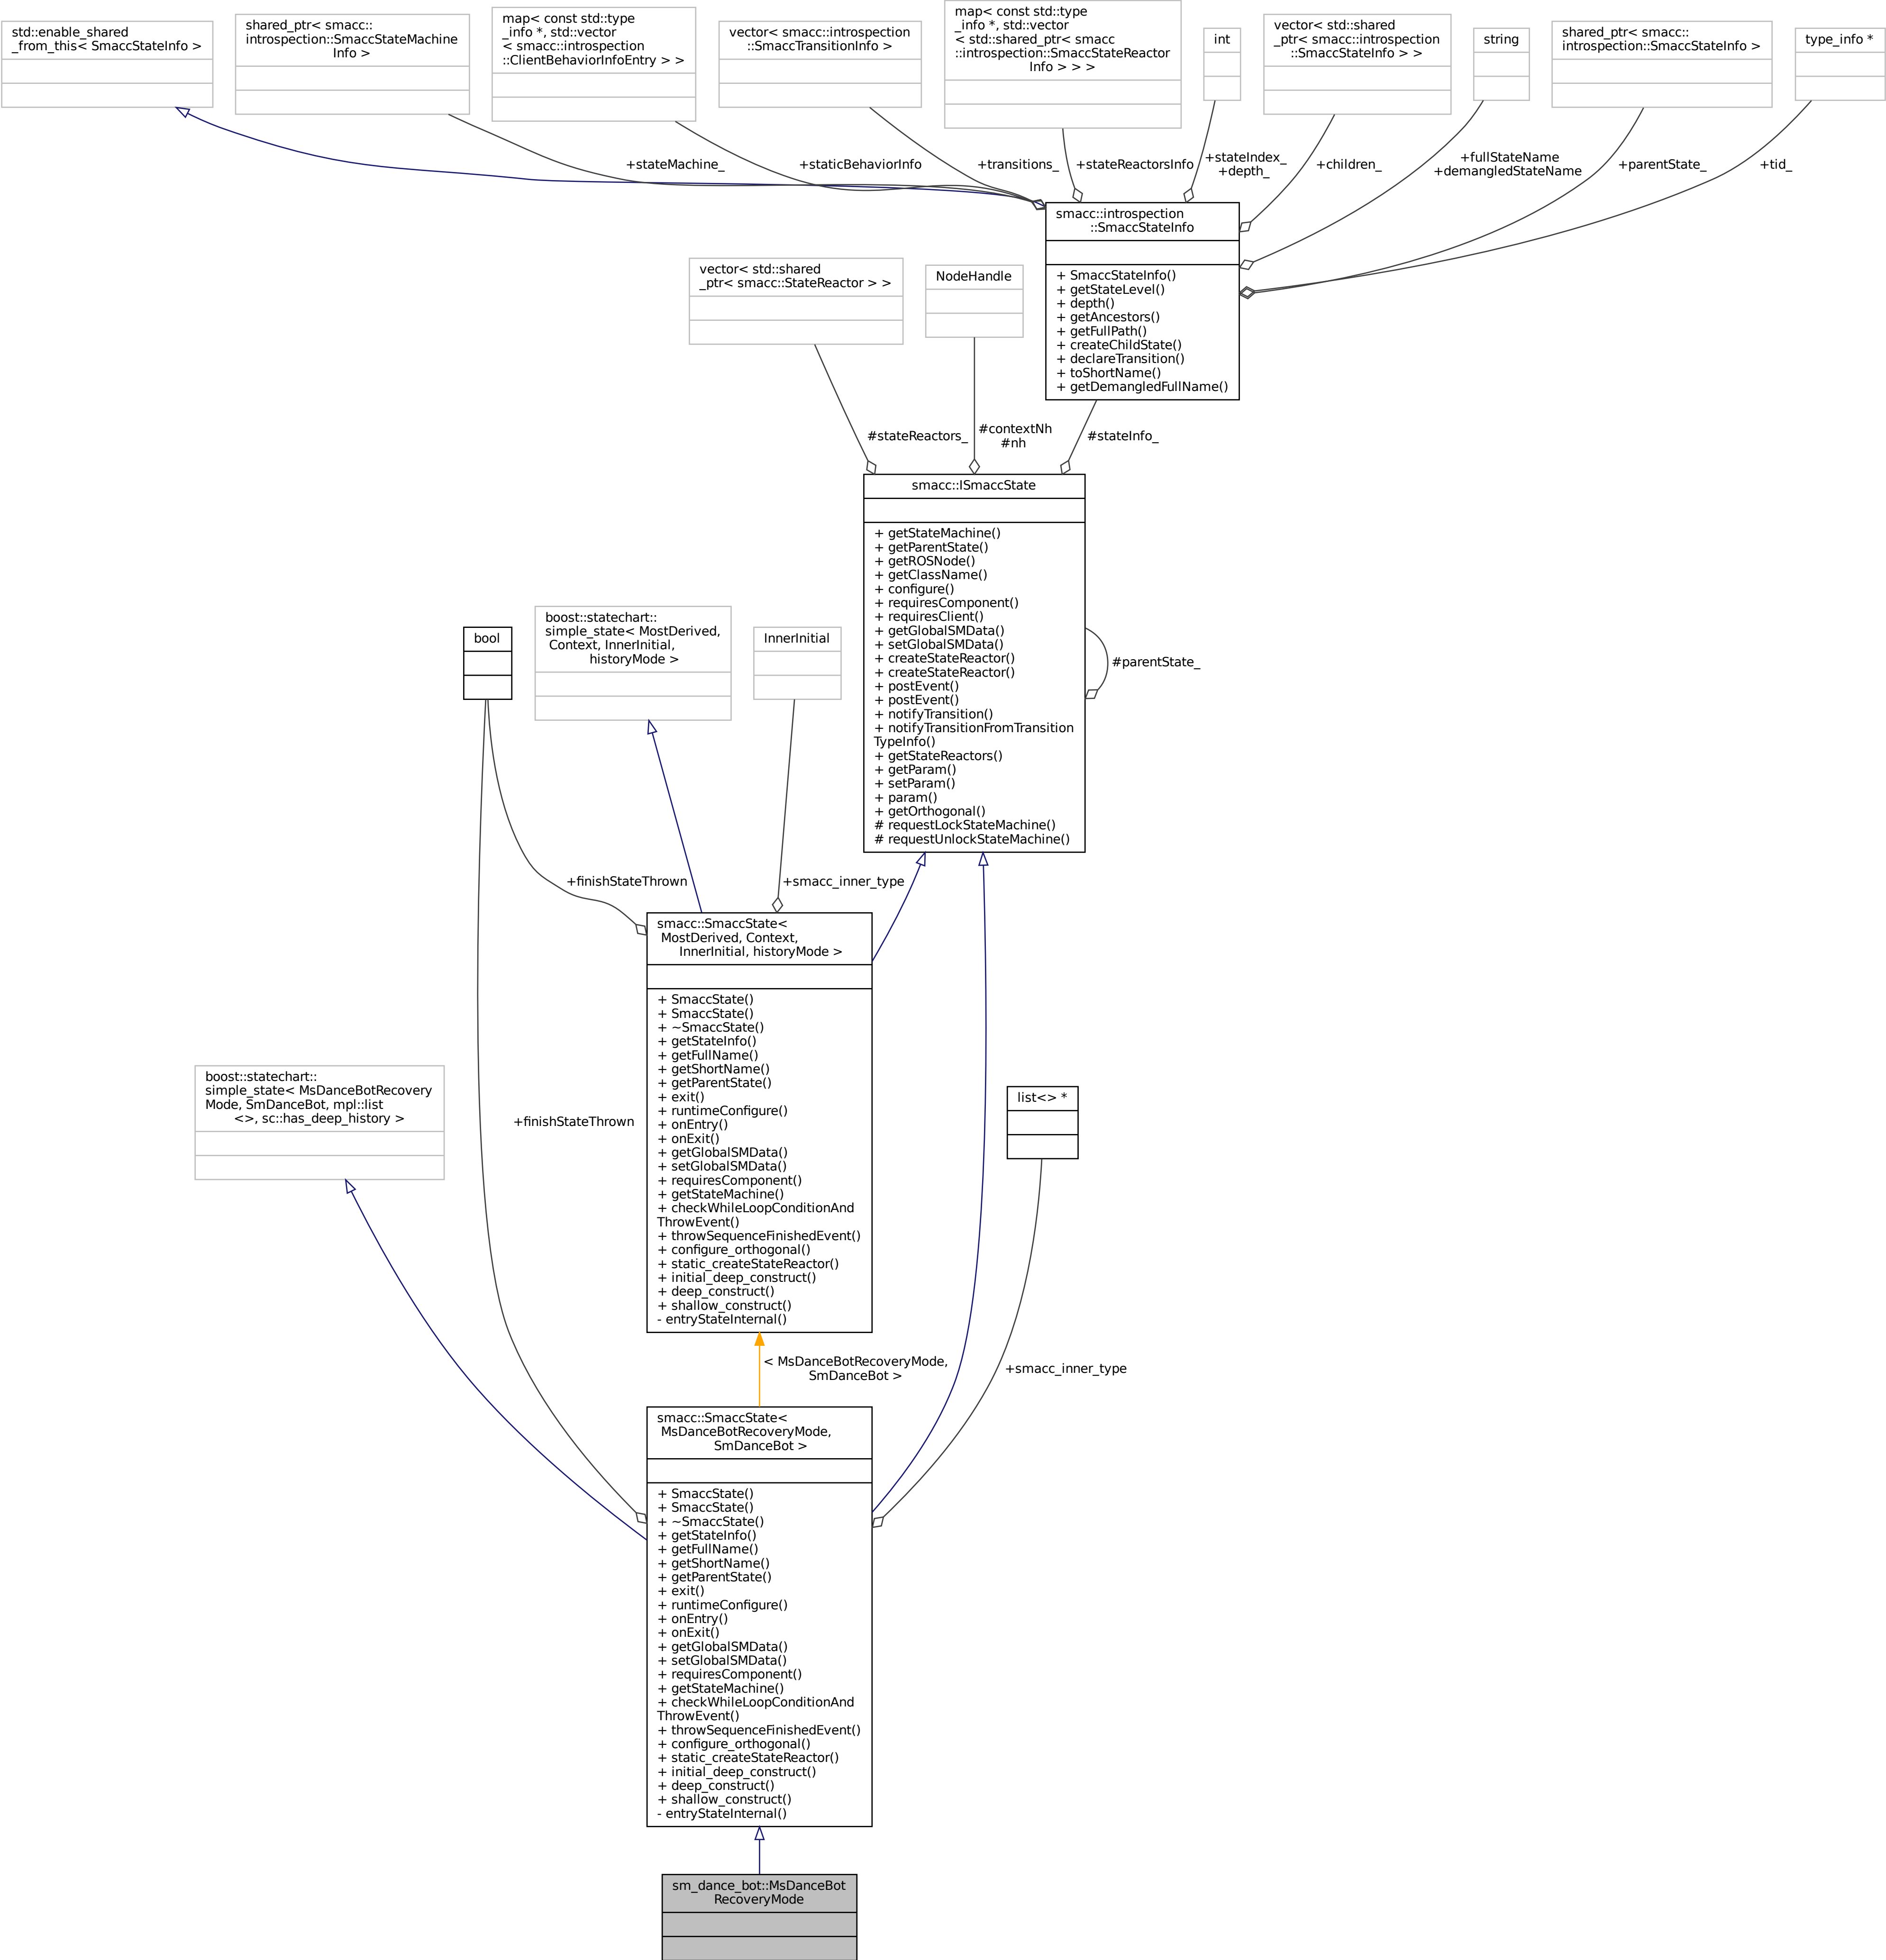 std::enable_shared
_from_this< SmaccStateInfo >
shared_ptr< smacc::
introspection::SmaccStateMachine
Info >
map< const std::type
_info *, std::vector
< smacc::introspection
::ClientBehaviorInfoEntry > >
vector< smacc::introspection
::SmaccTransitionInfo >
map< const std::type
_info *, std::vector
< std::shared_ptr< smacc
::introspection::SmaccStateReactor
Info > > >
int
vector< std::shared
_ptr< smacc::introspection
::SmaccStateInfo > >
string
shared_ptr< smacc::
introspection::SmaccStateInfo >
type_info *
+stateMachine_
+staticBehaviorInfo
+transitions_
+stateReactorsInfo
+stateIndex_
+depth_
+children_
+fullStateName
+demangledStateName
+parentState_
+tid_
smacc::introspection
::SmaccStateInfo
+ SmaccStateInfo()
+ getStateLevel()
+ depth()
+ getAncestors()
+ getFullPath()
+ createChildState()
+ declareTransition()
+ toShortName()
+ getDemangledFullName()
vector< std::shared
_ptr< smacc::StateReactor > >
NodeHandle
#stateReactors_
#contextNh
#nh
#stateInfo_
smacc::ISmaccState
+ getStateMachine()
+ getParentState()
+ getROSNode()
+ getClassName()
+ configure()
+ requiresComponent()
+ requiresClient()
+ getGlobalSMData()
+ setGlobalSMData()
+ createStateReactor()
+ createStateReactor()
+ postEvent()
+ postEvent()
+ notifyTransition()
+ notifyTransitionFromTransition
TypeInfo()
+ getStateReactors()
+ getParam()
+ setParam()
+ param()
+ getOrthogonal()
# requestLockStateMachine()
# requestUnlockStateMachine()
#parentState_
bool
boost::statechart::
simple_state< MostDerived,
Context, InnerInitial,
historyMode >
InnerInitial
+finishStateThrown
+smacc_inner_type
smacc::SmaccState<
MostDerived, Context,
InnerInitial, historyMode >
+ SmaccState()
+ SmaccState()
+ ~SmaccState()
+ getStateInfo()
+ getFullName()
+ getShortName()
+ getParentState()
+ exit()
+ runtimeConfigure()
+ onEntry()
+ onExit()
+ getGlobalSMData()
+ setGlobalSMData()
+ requiresComponent()
+ getStateMachine()
+ checkWhileLoopConditionAnd
ThrowEvent()
+ throwSequenceFinishedEvent()
+ configure_orthogonal()
+ static_createStateReactor()
+ initial_deep_construct()
+ deep_construct()
+ shallow_construct()
- entryStateInternal()
boost::statechart::
simple_state< MsDanceBotRecovery
Mode, SmDanceBot, mpl::list
<>, sc::has_deep_history >
+finishStateThrown
list<> *
< MsDanceBotRecoveryMode,
SmDanceBot >
+smacc_inner_type
smacc::SmaccState<
MsDanceBotRecoveryMode,
SmDanceBot >
+ SmaccState()
+ SmaccState()
+ ~SmaccState()
+ getStateInfo()
+ getFullName()
+ getShortName()
+ getParentState()
+ exit()
+ runtimeConfigure()
+ onEntry()
+ onExit()
+ getGlobalSMData()
+ setGlobalSMData()
+ requiresComponent()
+ getStateMachine()
+ checkWhileLoopConditionAnd
ThrowEvent()
+ throwSequenceFinishedEvent()
+ configure_orthogonal()
+ static_createStateReactor()
+ initial_deep_construct()
+ deep_construct()
+ shallow_construct()
- entryStateInternal()
sm_dance_bot::MsDanceBot
RecoveryMode